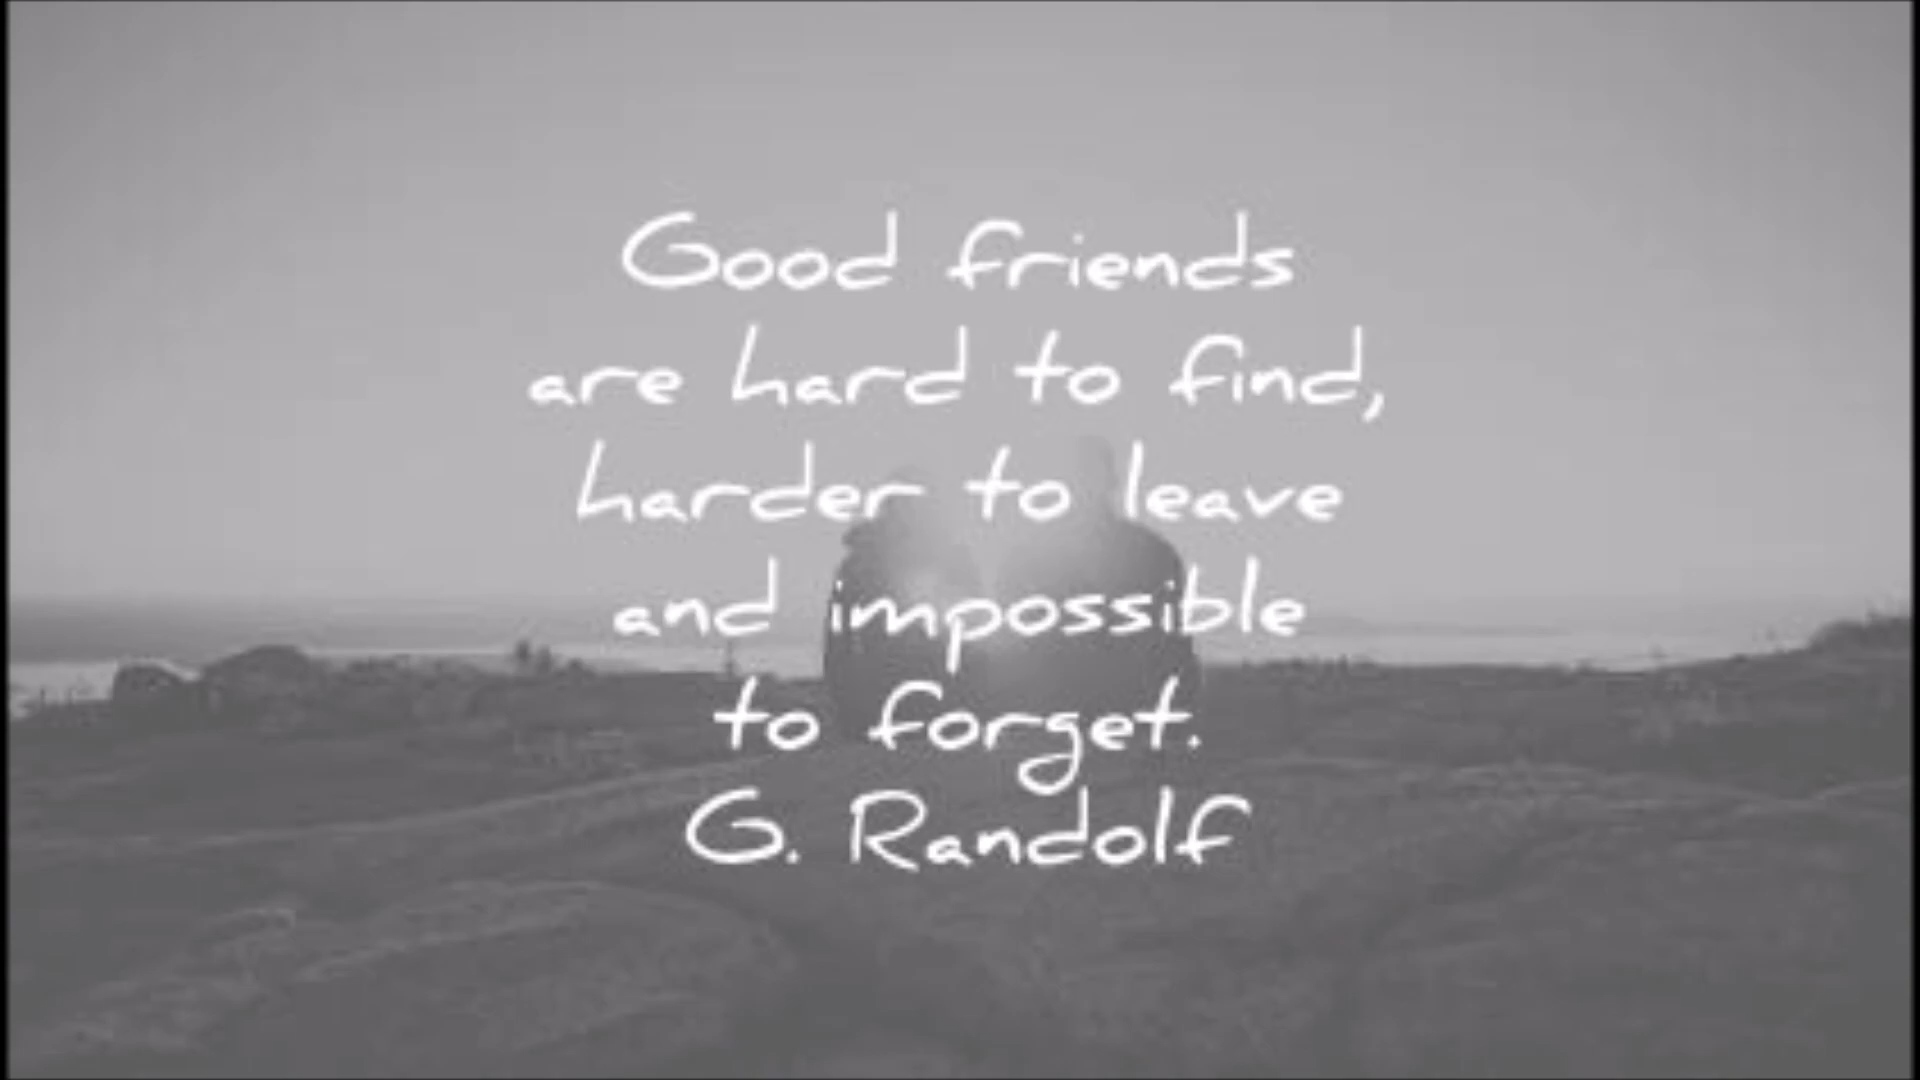 Good friends
are hard to find,
harder to leave
and impossible
to forget.
G. Randolf